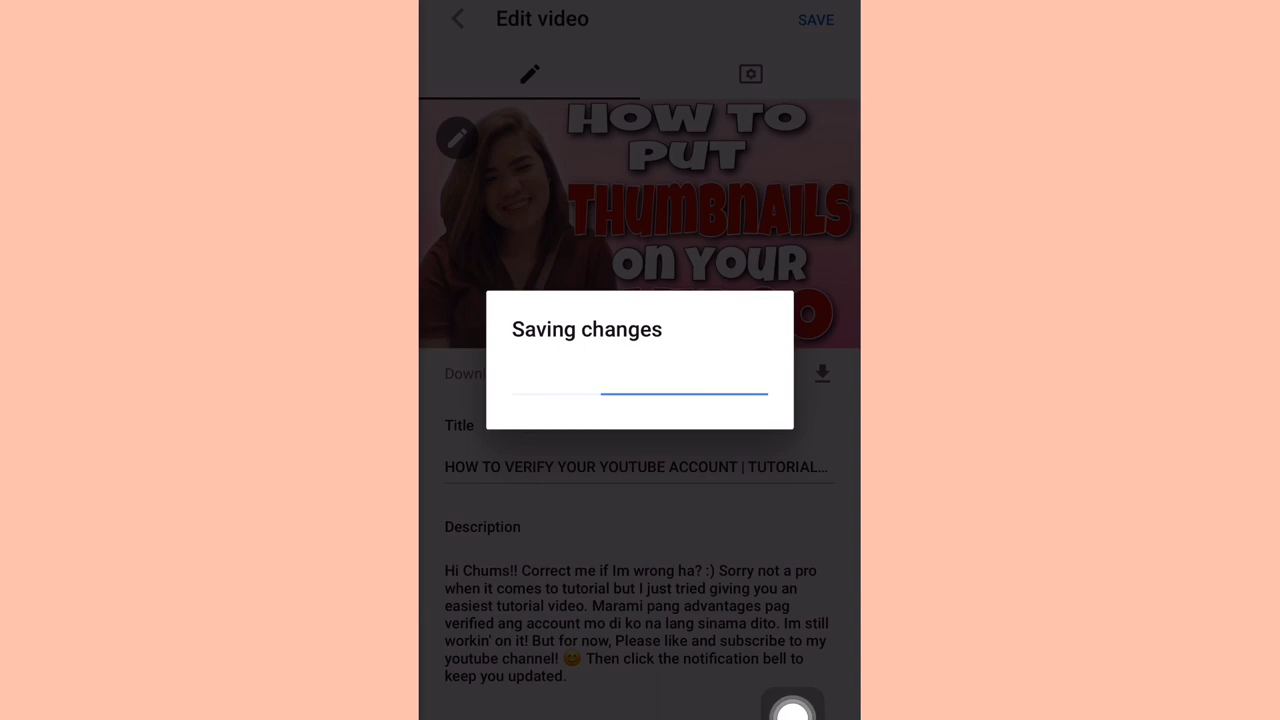 Edit video
SAVE
HOW TO
PUT
THUMBNAILS
ON YOUR
Saving changes
Title
HOW TO VERIFY YOUR YOUTUBE ACCOUNT | TUTORIAL...
Description
Hi Chums!! Correct me if Im wrong ha? :) Sorry not a pro
when it comes to tutorial but I just tried giving you an
easiest tutorial video. Marami pang advantages pag
verified ang account mo di ko na lang sinama dito. Im still
workin' on it! But for now, Please like and subscribe to my
youtube channel! 😊 Then click the notification bell to
keep you updated.